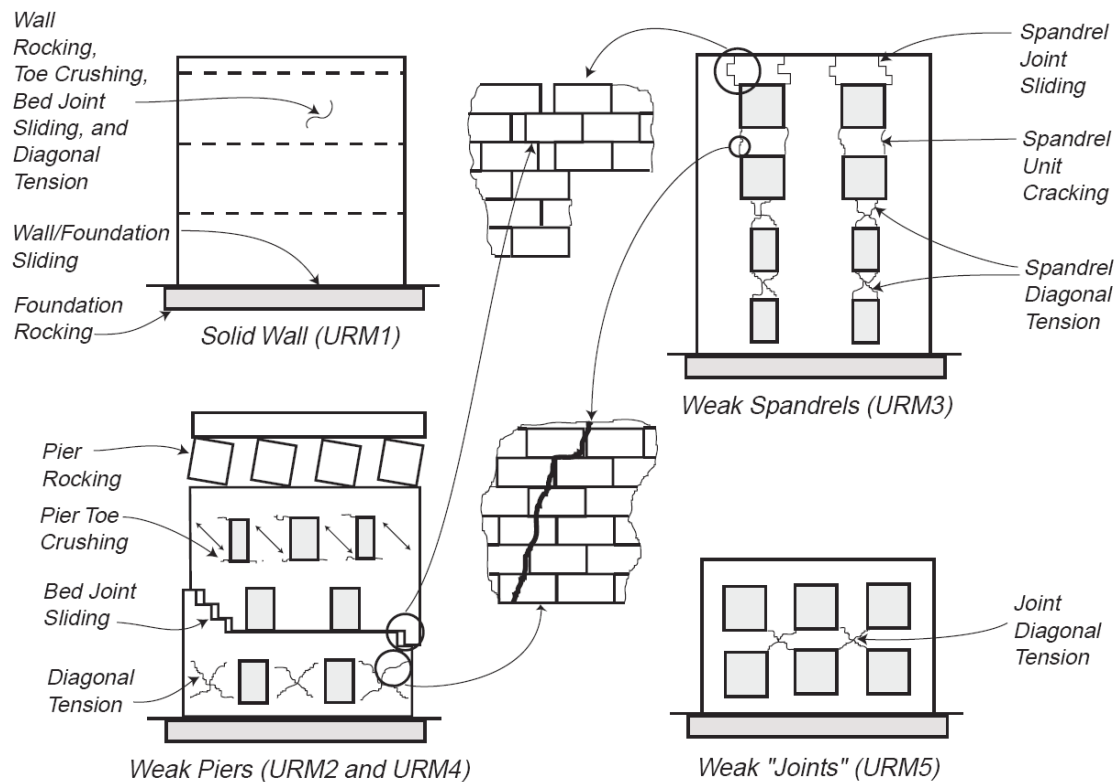 Wall
Rocking,
Toe Crushing,
Bed Joint
Sliding, and
Diagonal
Tension
Wall/Foundation
Sliding
Foundation
Rocking
Solid Wall (URM1)
Spandrel
Joint
Sliding
Spandrel
Unit
Cracking
Spandrel
Diagonal
Tension
Weak Spandrels (URM3)
Pier
Rocking
Pier Toe
Crushing
Bed Joint
Sliding
Diagonal
Tension
Weak Piers (URM2 and URM4)
Joint
Diagonal
Tension
Weak "Joints" (URM5)